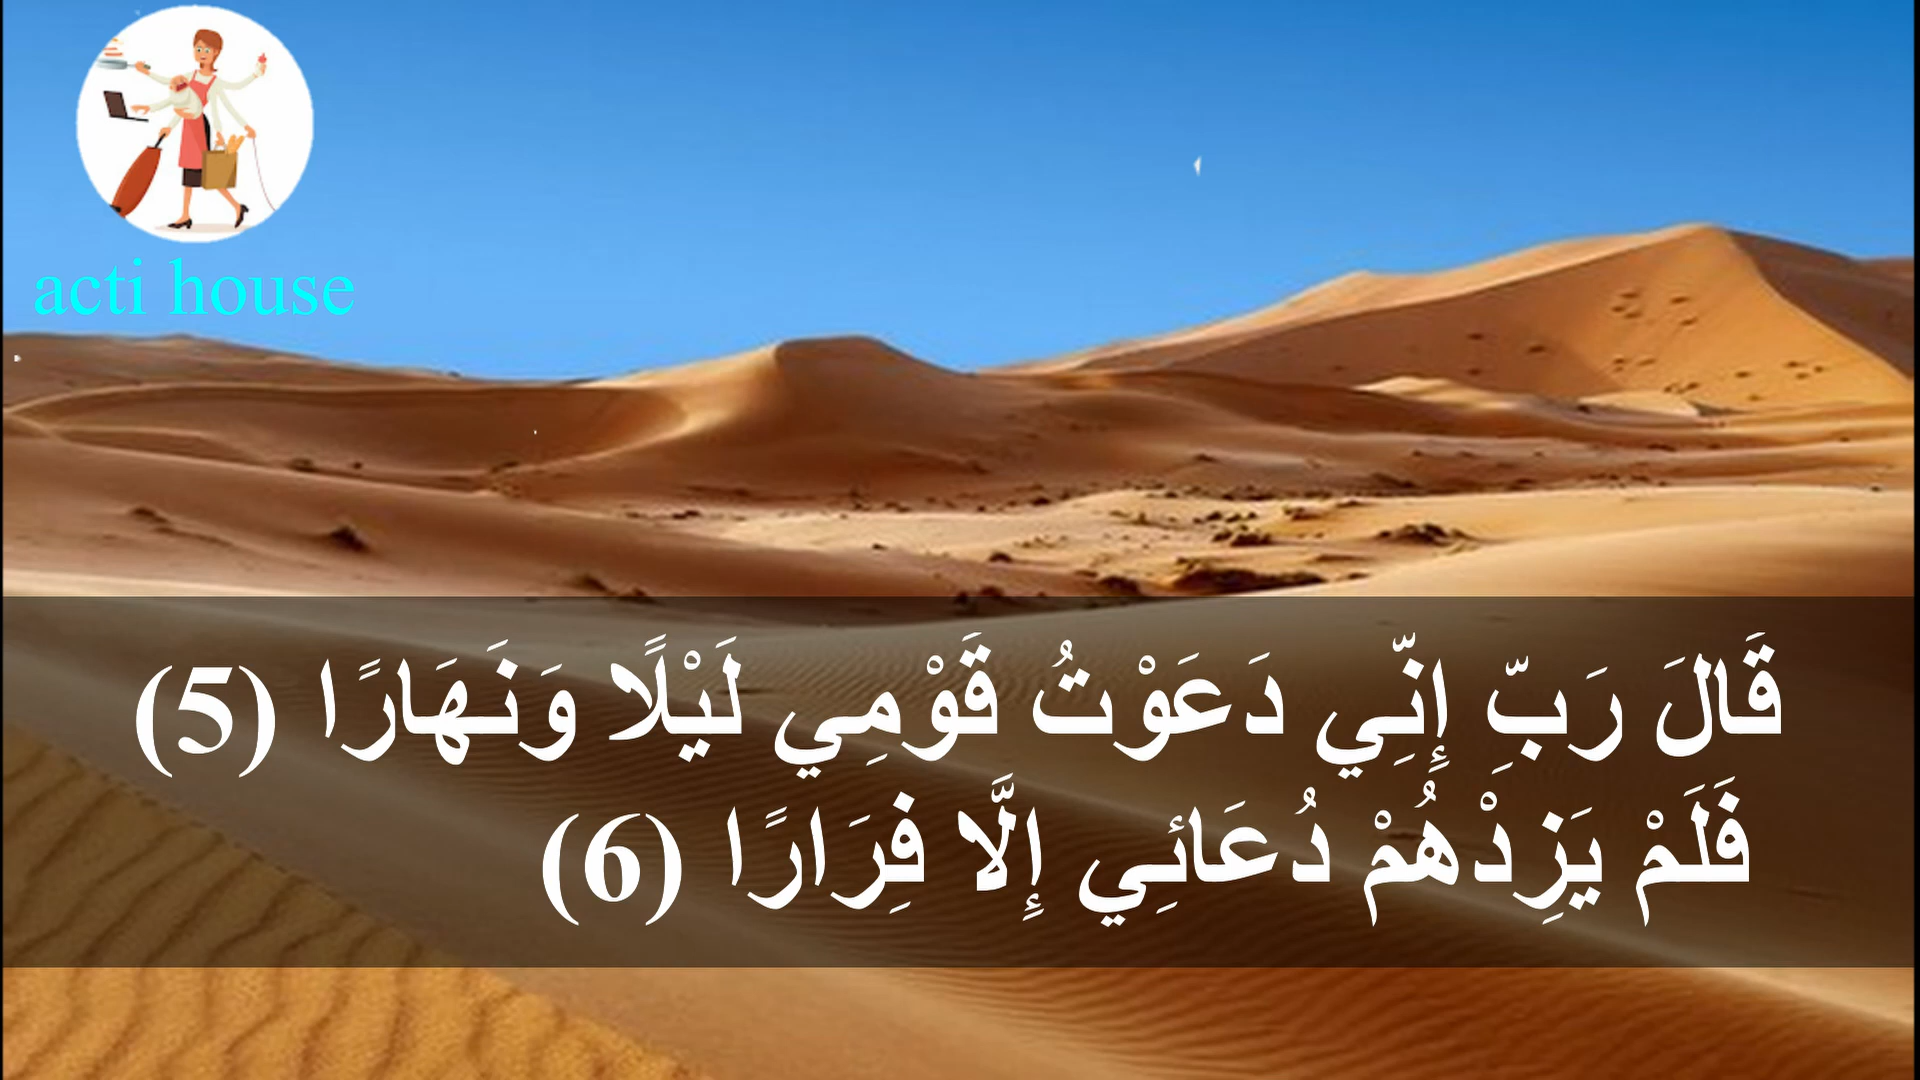 acti house
قَالَ رَبِّ إِنِّي دَعَوْتُ قَوْمِي لَيْلًا وَنَهَارًا (5)
فَلَمْ يَزِدْهُمْ دُعَائِي إِلَّا فِرَارًا (6)